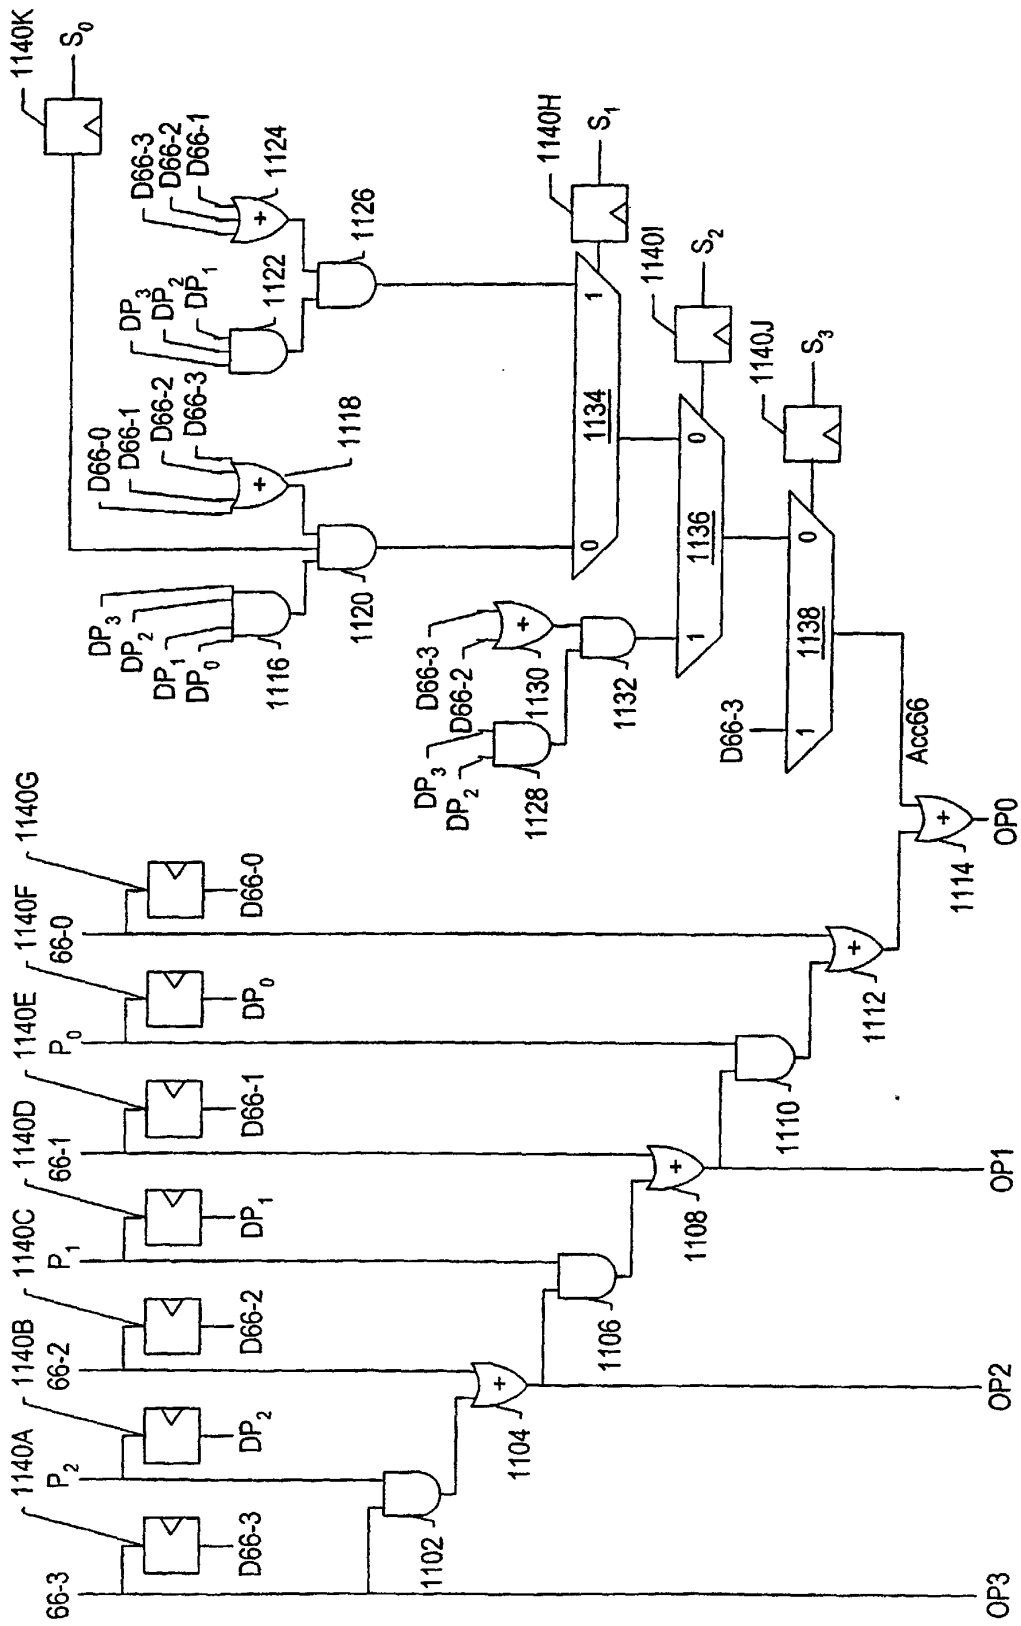 1140A
1140B
1140C
1140D
1140E
1140F
1140G
66-3
P2
66-2
P1
66-1
P0
66-0
D66-3
DP2
D66-2
DP1
D66-1
DP0
D66-0
1102
1104
1106
1108
1110
1112
1114
OP3
OP2
OP1
OP0
1140K
S0
DP3
DP2
DP1
DP0
1116
D66-0
D66-1
D66-2
D66-3
+
1118
1120
DP3
DP2
DP1
1122
D66-3
D66-2
D66-1
+
1124
1126
0
1134
1
1140H
S1
DP3
DP2
1128
D66-3
D66-2
+
1130
1132
1
1136
0
1140I
S2
D66-3
1
1138
0
1140J
S3
Acc66
+
+
+
+